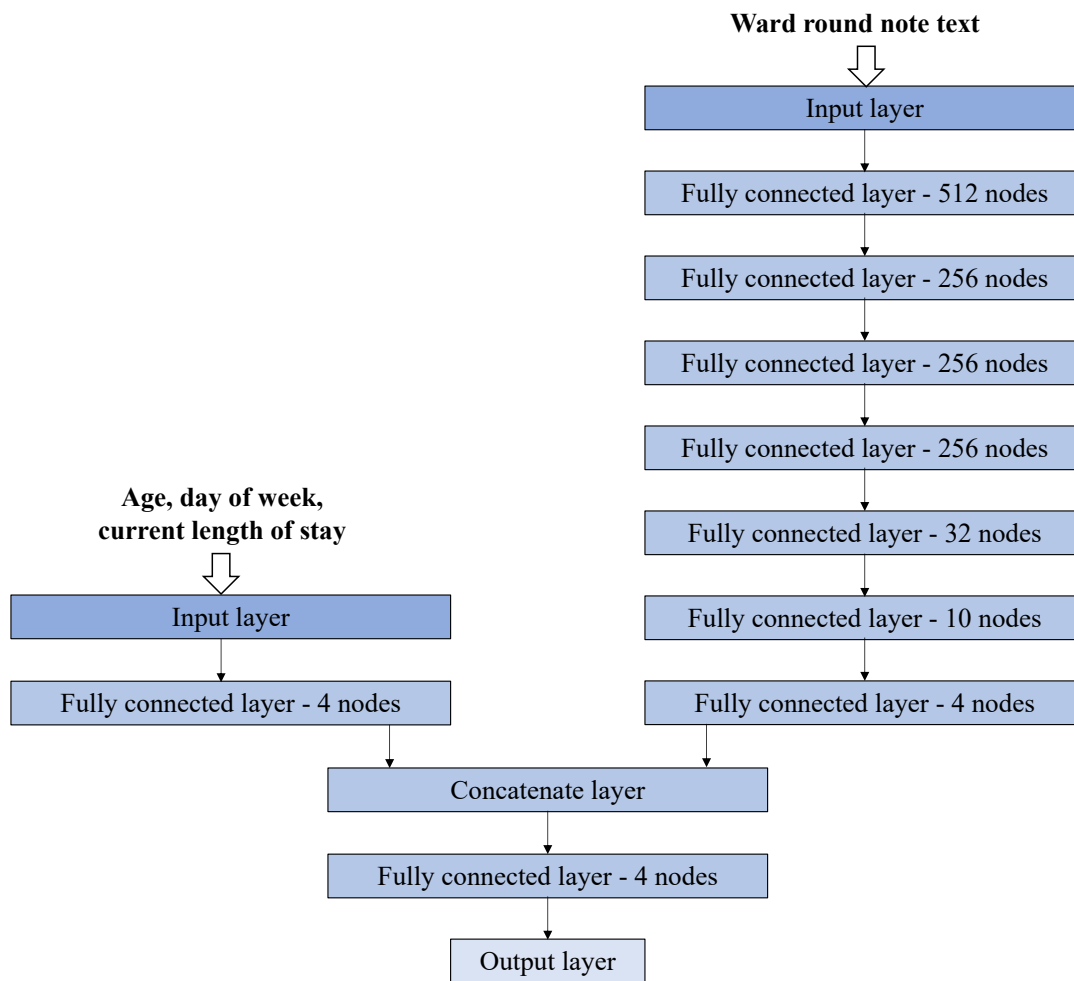 Ward round note text
Input layer
Fully connected layer - 512 nodes
Fully connected layer - 256 nodes
Fully connected layer - 256 nodes
Fully connected layer - 256 nodes
Fully connected layer - 32 nodes
Fully connected layer - 10 nodes
Fully connected layer - 4 nodes
Age, day of week,
current length of stay
Input layer
Fully connected layer - 4 nodes
Concatenate layer
Fully connected layer - 4 nodes
Output layer